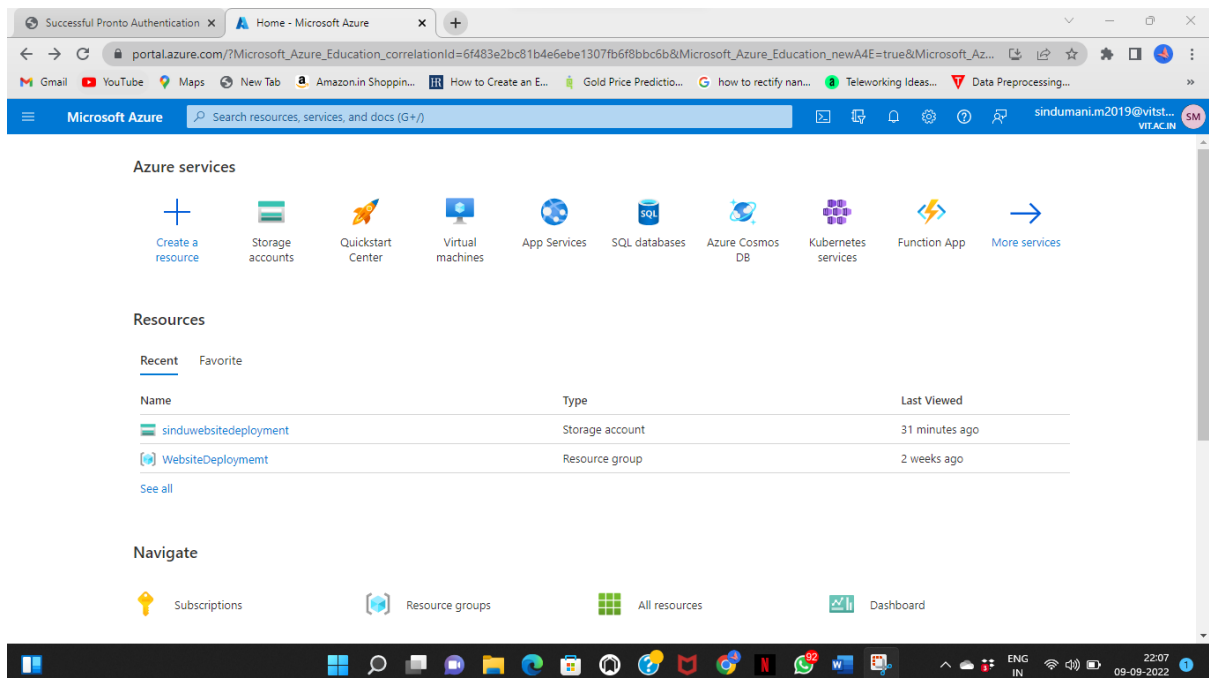 Successful Pronto Authentication
Home - Microsoft Azure
portal.azure.com/?Microsoft_Azure_Education_correlationId=6f483e2bc81b4e6ebe1307fb6f8bbc6b&Microsoft_Azure_Education_newA4E=true&Microsoft_Az...
Gmail YouTube Maps New Tab Amazon.in Shoppin... How to Create an E... Gold Price Predictio... how to rectify nan... Teleworking Ideas... Data Preprocessing... »
Microsoft Azure
Search resources, services, and docs (G+/)
sindumani.m2019@vitst...
VIT.AC.IN
SM
Azure services
Create a resource
Storage accounts
Quickstart Center
Virtual machines
App Services
SQL databases
Azure Cosmos DB
Kubernetes services
Function App
More services
Resources
Recent Favorite
Name Type Last Viewed
sinduwebsitedeployment Storage account 31 minutes ago
WebsiteDeploymemt Resource group 2 weeks ago
See all
Navigate
Subscriptions Resource groups All resources Dashboard
92
ENG
IN
22:07
09-09-2022
1